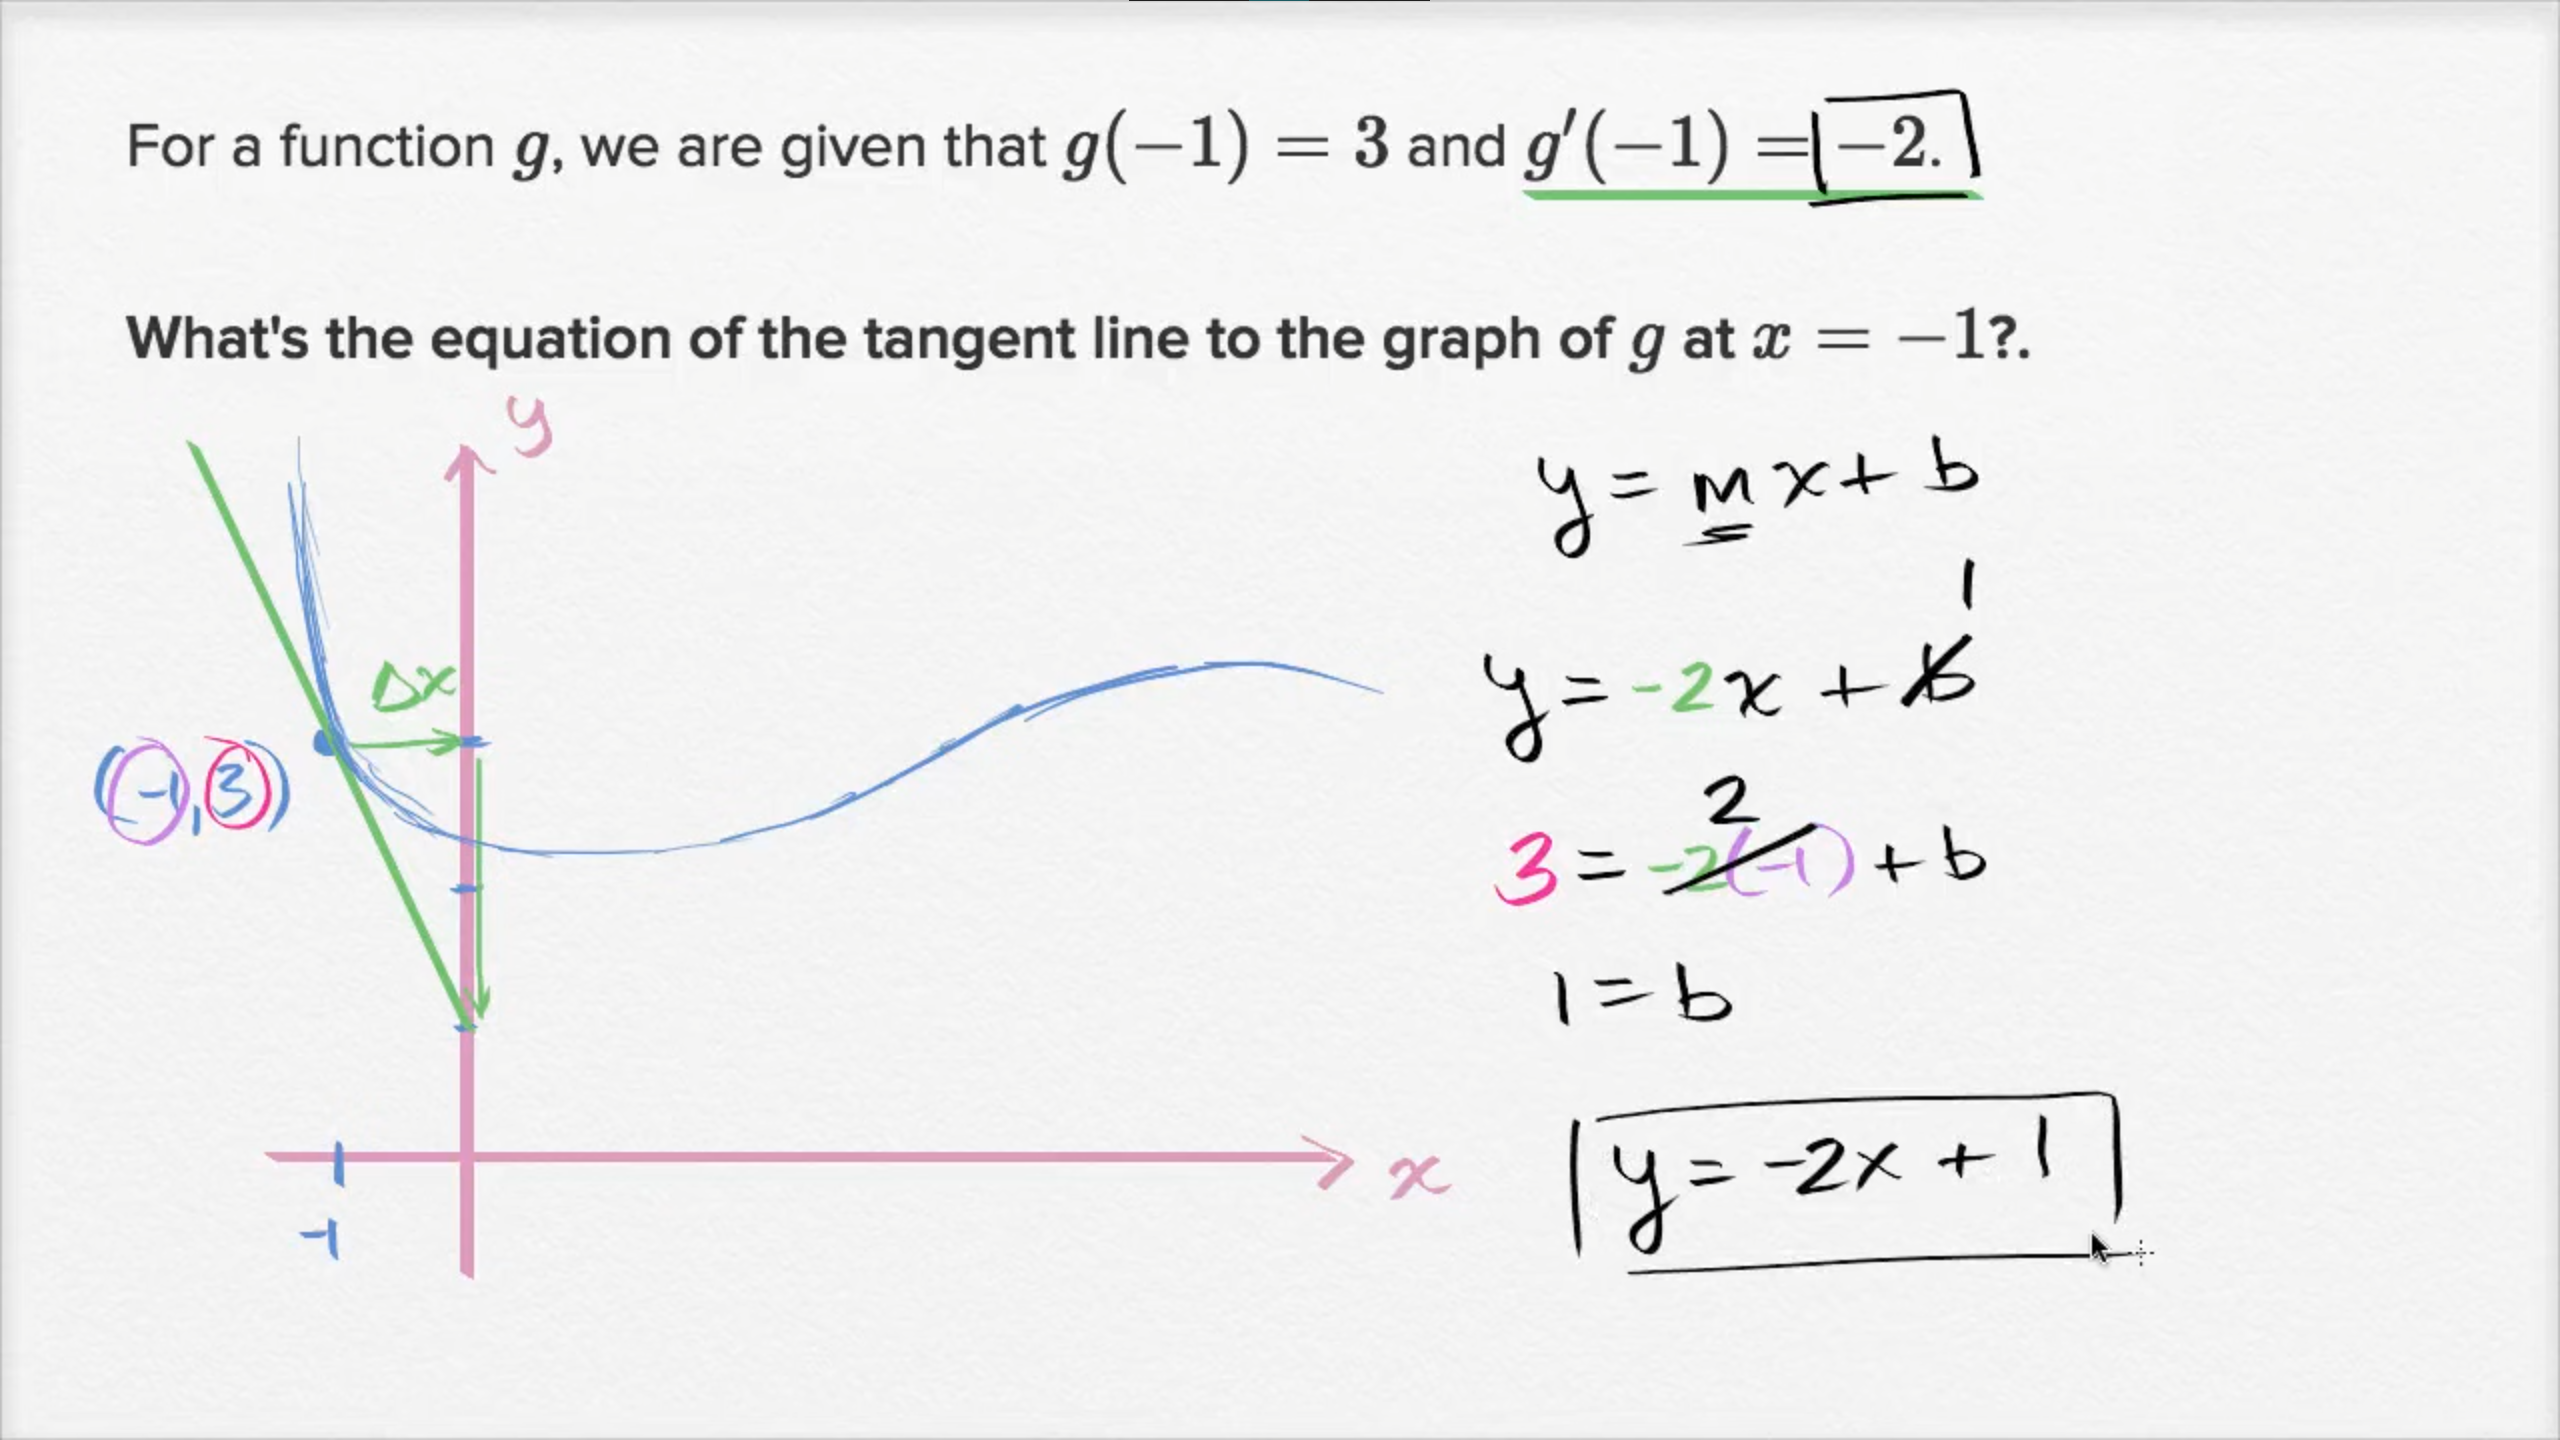 For a function g, we are given that g(−1) = 3 and g′(−1) = −2.
What's the equation of the tangent line to the graph of g at x = −1?.
y
y = mx + b
1
y = -2x + b
Δx
(-1, 3)
2
3 = -2(-1) + b
1 = b
y = -2x + 1
x
-1